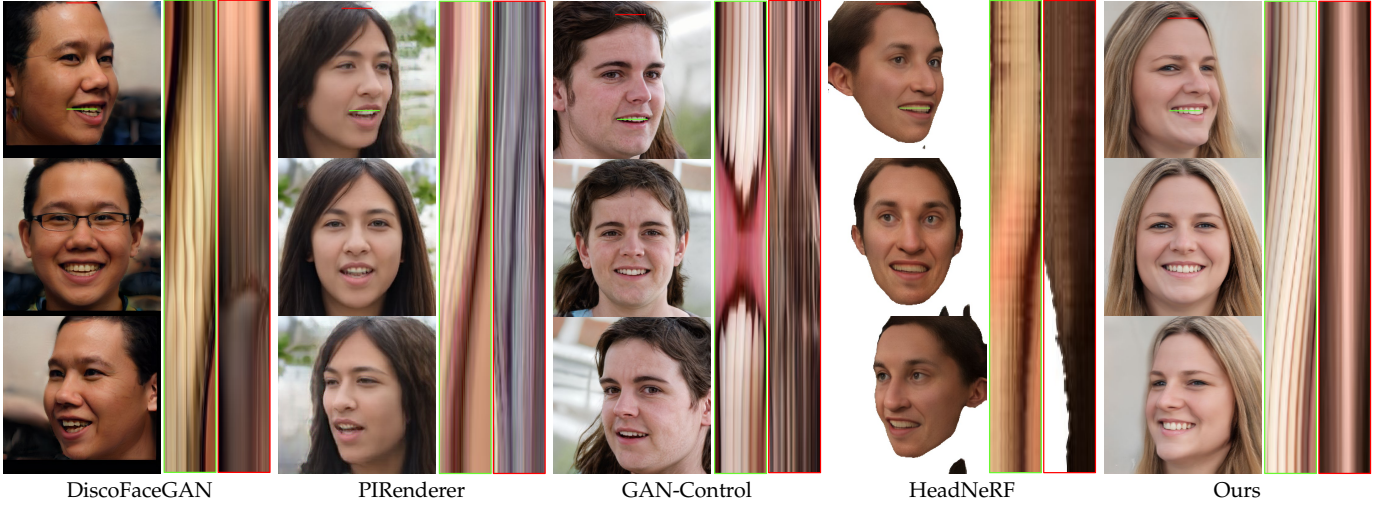 DiscoFaceGAN
PIRenderer
GAN-Control
HeadNeRF
Ours